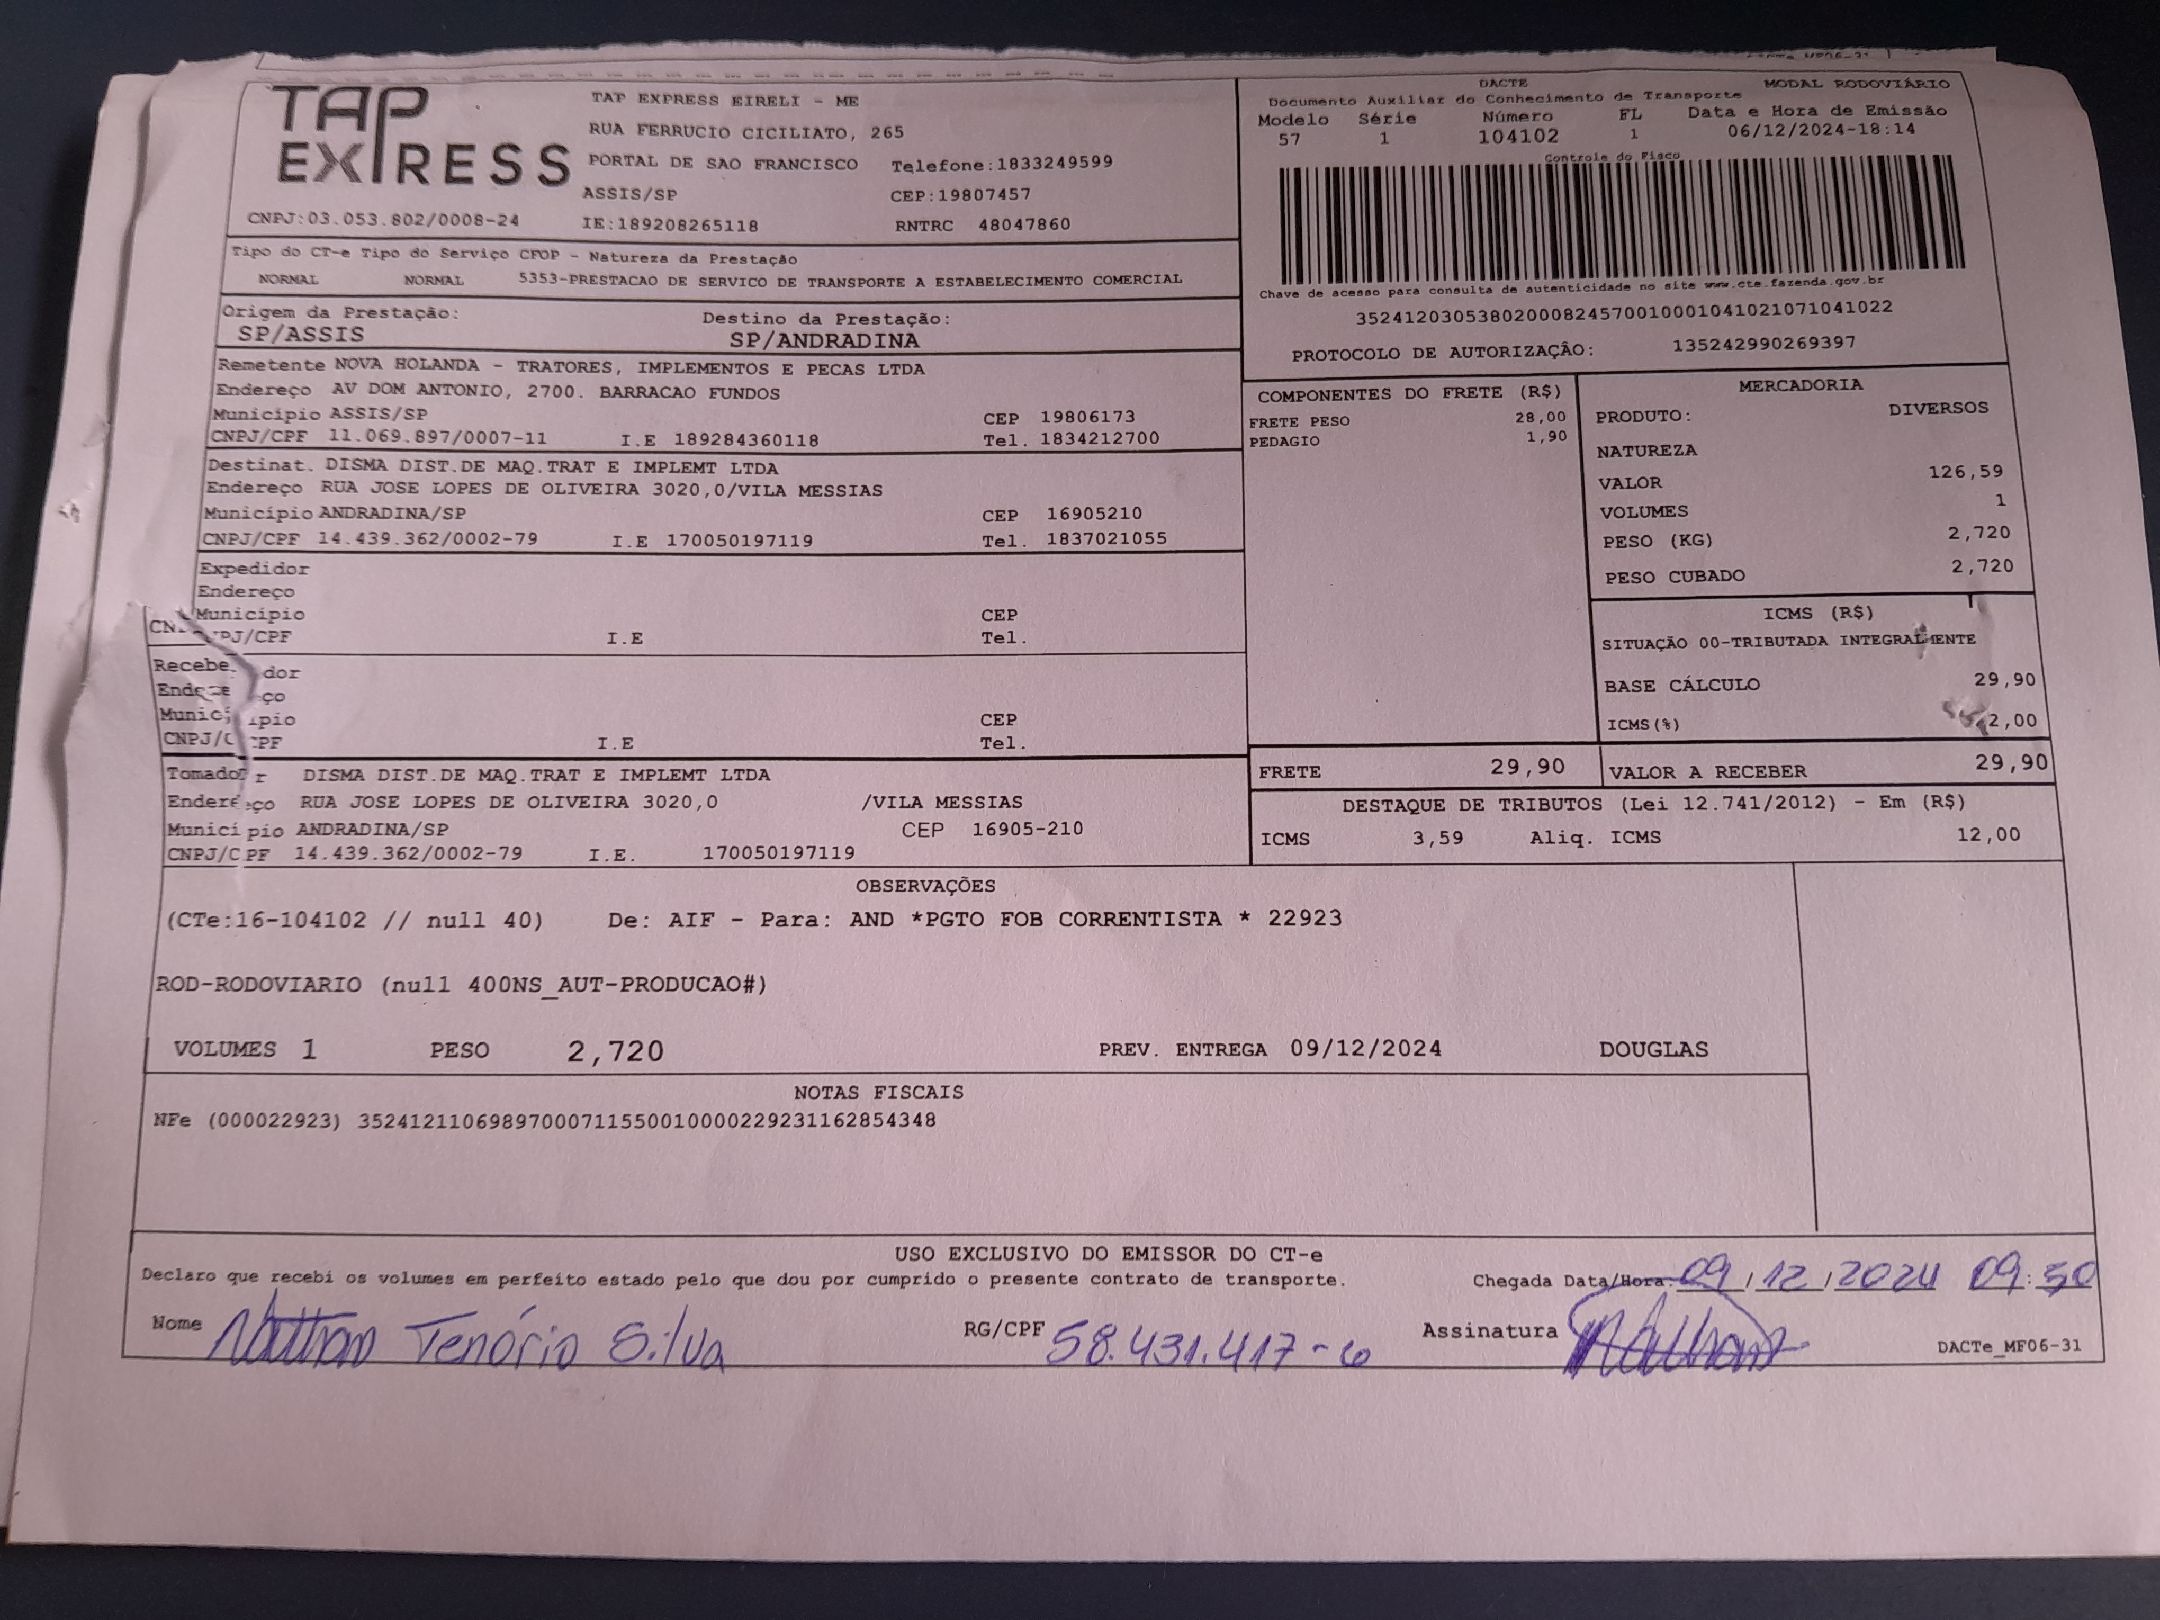 TAP EXPRESS
TAP EXPRESS EIRELI - ME
RUA FERRUCIO CICILIATO, 265
PORTAL DE SAO FRANCISCO Telefone:1833249599
ASSIS/SP CEP:19807457
CNPJ:03.053.802/0008-24 IE:189208265118 RNTRC 48047860
DACTE MODAL RODOVIÁRIO
Documento Auxiliar do Conhecimento de Transporte
Modelo Série Número FL Data e Hora de Emissão
57 1 104102 1 06/12/2024-18:14
Controle do Fisco
Chave de acesso para consulta de autenticidade no site www.cte.fazenda.gov.br
35241203053802000824570010001041021071041022
PROTOCOLO DE AUTORIZAÇÃO: 135242990269397
Tipo do CT-e Tipo do Serviço CFOP - Natureza da Prestação
NORMAL NORMAL 5353-PRESTACAO DE SERVICO DE TRANSPORTE A ESTABELECIMENTO COMERCIAL
Origem da Prestação: Destino da Prestação:
SP/ASSIS SP/ANDRADINA
Remetente NOVA HOLANDA - TRATORES, IMPLEMENTOS E PECAS LTDA
Endereço AV DOM ANTONIO, 2700. BARRACAO FUNDOS
Município ASSIS/SP CEP 19806173
CNPJ/CPF 11.069.897/0007-11 I.E 189284360118 Tel. 1834212700
Destinat. DISMA DIST.DE MAQ.TRAT E IMPLEMT LTDA
Endereço RUA JOSE LOPES DE OLIVEIRA 3020,0/VILA MESSIAS
Município ANDRADINA/SP CEP 16905210
CNPJ/CPF 14.439.362/0002-79 I.E 170050197119 Tel. 1837021055
Expedidor
Endereço
Município CEP
CNPJ/CPF I.E Tel.
Recebedor
Endereço
Município CEP
CNPJ/CPF I.E Tel.
Tomador DISMA DIST.DE MAQ.TRAT E IMPLEMT LTDA
Endereço RUA JOSE LOPES DE OLIVEIRA 3020,0 /VILA MESSIAS
Município ANDRADINA/SP CEP 16905-210
CNPJ/CPF 14.439.362/0002-79 I.E. 170050197119
COMPONENTES DO FRETE (R$)
FRETE PESO 28,00
PEDAGIO 1,90
MERCADORIA
PRODUTO: DIVERSOS
NATUREZA
VALOR 126,59
VOLUMES 1
PESO (KG) 2,720
PESO CUBADO 2,720
ICMS (R$)
SITUAÇÃO 00-TRIBUTADA INTEGRALMENTE
BASE CÁLCULO 29,90
ICMS(%) 2,00
FRETE 29,90 VALOR A RECEBER 29,90
DESTAQUE DE TRIBUTOS (Lei 12.741/2012) - Em (R$)
ICMS 3,59 Aliq. ICMS 12,00
OBSERVAÇÕES
(CTe:16-104102 // null 40) De: AIF - Para: AND *PGTO FOB CORRENTISTA * 22923
ROD-RODOVIARIO (null 400NS_AUT-PRODUCAO#)
VOLUMES 1 PESO 2,720 PREV. ENTREGA 09/12/2024 DOUGLAS
NOTAS FISCAIS
NFe (000022923) 35241211069897000711550010000229231162854348
USO EXCLUSIVO DO EMISSOR DO CT-e
Declaro que recebi os volumes em perfeito estado pelo que dou por cumprido o presente contrato de transporte. Chegada Data/Hora: 09/12/2024 09:30
Nome Nathan Tenório Silva RG/CPF 58.431.417-6 Assinatura Nathan
DACTe_MF06-31